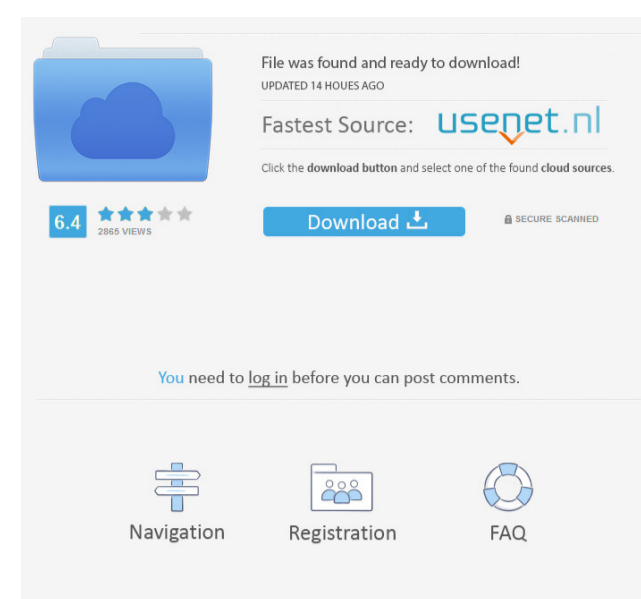 File was found and ready to download!
UPDATED 14 HOUES AGO
Fastest Source: usenet.nl
Click the download button and select one of the found cloud sources.
6.4
2865 VIEWS
Download
SECURE SCANNED
You need to log in before you can post comments.
Navigation
Registration
FAQ